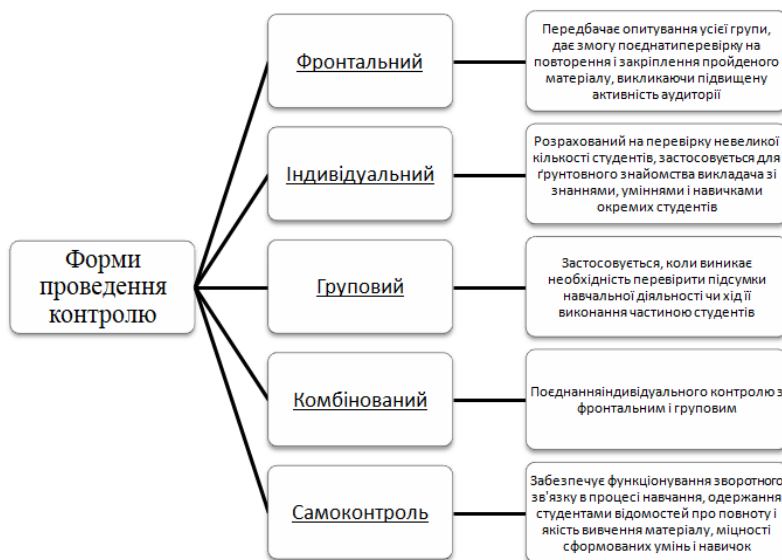 Форми
проведення
контролю
Фронтальний
Передбачає опитування усієї групи,
дає змогу поєднатиперевірку на
повторення і закріплення пройденого
матеріалу, викликаючи підвищену
активність аудиторії
Індивідуальний
Розрахований на перевірку невеликої
кількості студентів, застосовується для
ґрунтовного знайомства викладача зі
знаннями, уміннями і навичками
окремих студентів
Груповий
Застосовується, коли виникає
необхідність перевірити підсумки
навчальної діяльності чи хід її
виконання частиною студентів
Комбінований
Поєднанняіндивідуального контролю з
фронтальним і груповим
Самоконтроль
Забезпечує функціонування зворотного
зв'язку в процесі навчання, одержання
студентами відомостей про повноту і
якість вивчення матеріалу, міцності
сформованих умінь і навичок